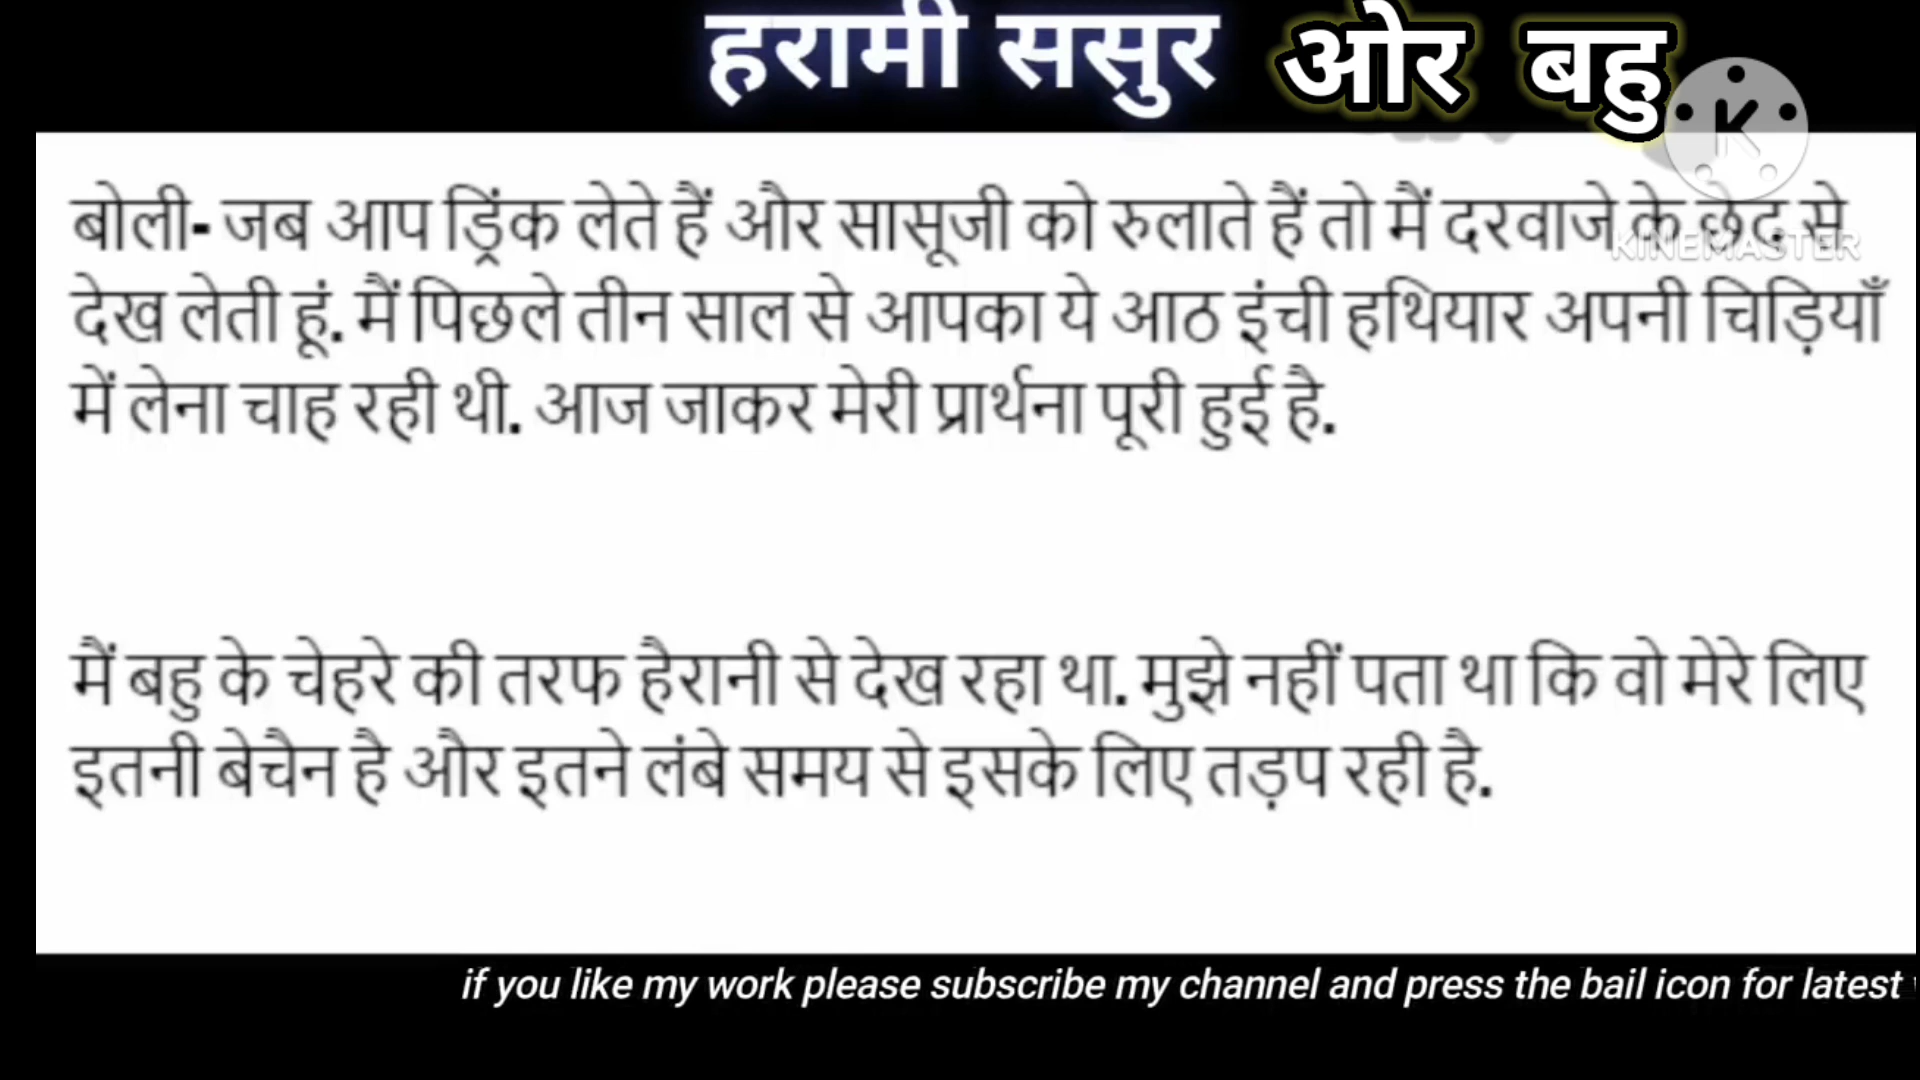 हरामी ससुर ओर बहु
K
KINEMASTER
बोली- जब आप ड्रिंक लेते हैं और सासूजी को रुलाते हैं तो मैं दरवाजे के छेद से
देख लेती हूं. मैं पिछले तीन साल से आपका ये आठ इंची हथियार अपनी चिड़ियाँ
में लेना चाह रही थी. आज जाकर मेरी प्रार्थना पूरी हुई है.
मैं बहु के चेहरे की तरफ हैरानी से देख रहा था. मुझे नहीं पता था कि वो मेरे लिए
इतनी बेचैन है और इतने लंबे समय से इसके लिए तड़प रही है.
if you like my work please subscribe my channel and press the bail icon for latest